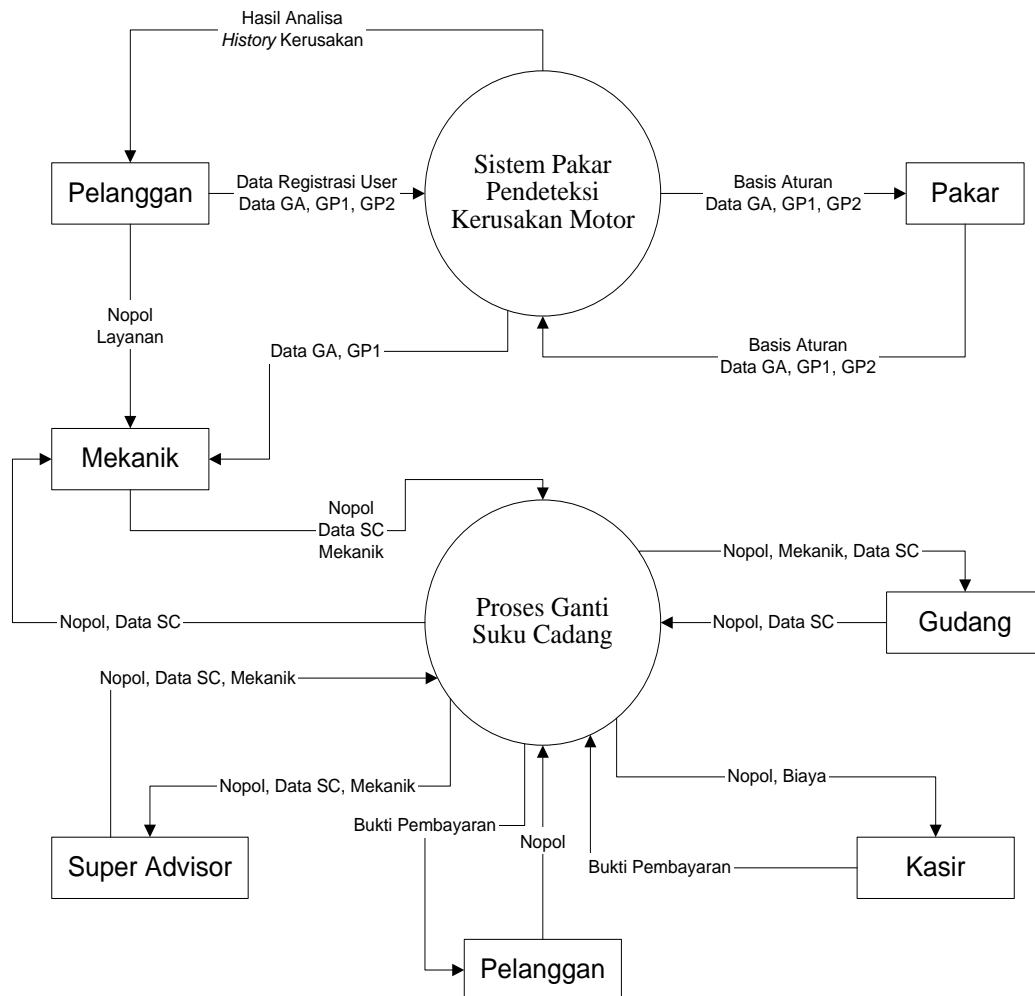 Hasil Analisa
History Kerusakan
Pelanggan
Data Registrasi User
Data GA, GP1, GP2
Sistem Pakar
Pendeteksi
Kerusakan Motor
Basis Aturan
Data GA, GP1, GP2
Pakar
Nopol
Layanan
Data GA, GP1
Basis Aturan
Data GA, GP1, GP2
Mekanik
Nopol
Data SC
Mekanik
Nopol, Mekanik, Data SC
Nopol, Data SC
Proses Ganti
Suku Cadang
Nopol, Data SC
Gudang
Nopol, Data SC, Mekanik
Nopol, Data SC, Mekanik
Nopol, Biaya
Bukti Pembayaran
Nopol
Super Advisor
Bukti Pembayaran
Kasir
Pelanggan